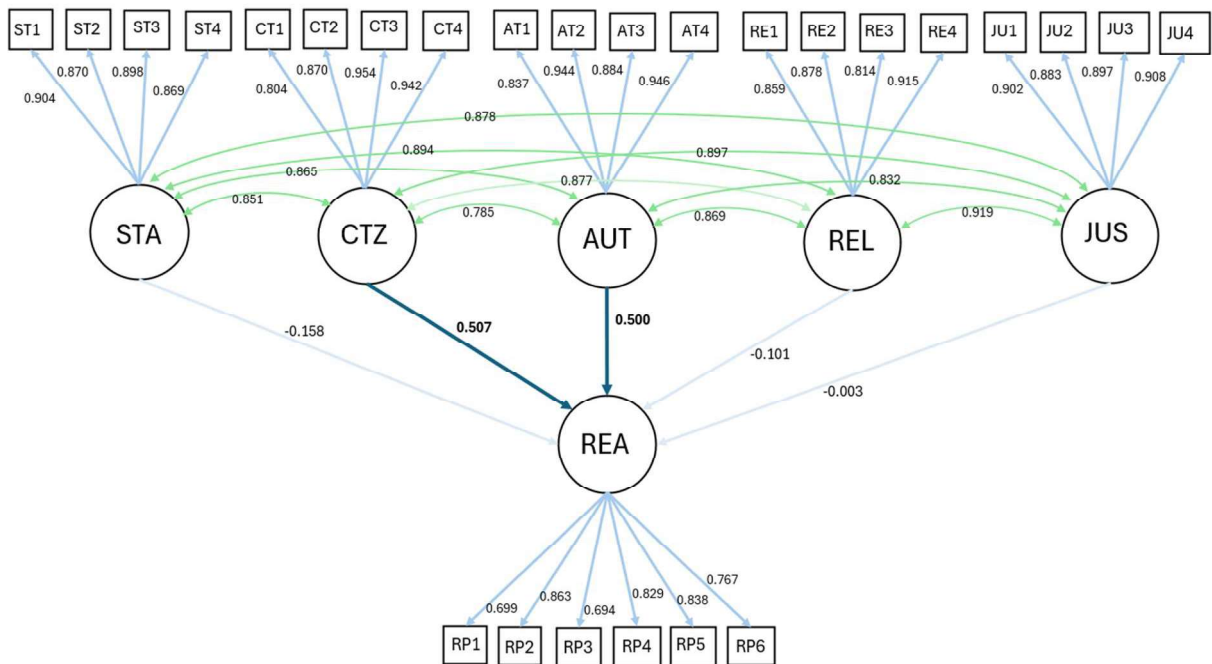 ST1 ST2 ST3 ST4 CT1 CT2 CT3 CT4 AT1 AT2 AT3 AT4 RE1 RE2 RE3 RE4 JU1 JU2 JU3 JU4
0.904 0.870 0.898 0.869 0.804 0.870 0.954 0.942 0.837 0.944 0.884 0.946 0.859 0.878 0.814 0.915 0.902 0.883 0.897 0.908
0.878
0.894 0.897
0.865 0.877 0.832
0.851 0.785 0.869 0.919
STA CTZ AUT REL JUS
-0.158 0.507 0.500 -0.101 -0.003
REA
0.699 0.863 0.694 0.829 0.838 0.767
RP1 RP2 RP3 RP4 RP5 RP6